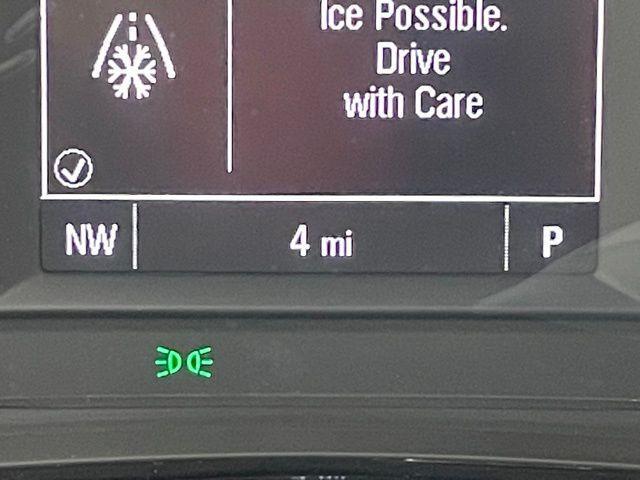 Ice Possible.
Drive
with Care
NW 4 mi P